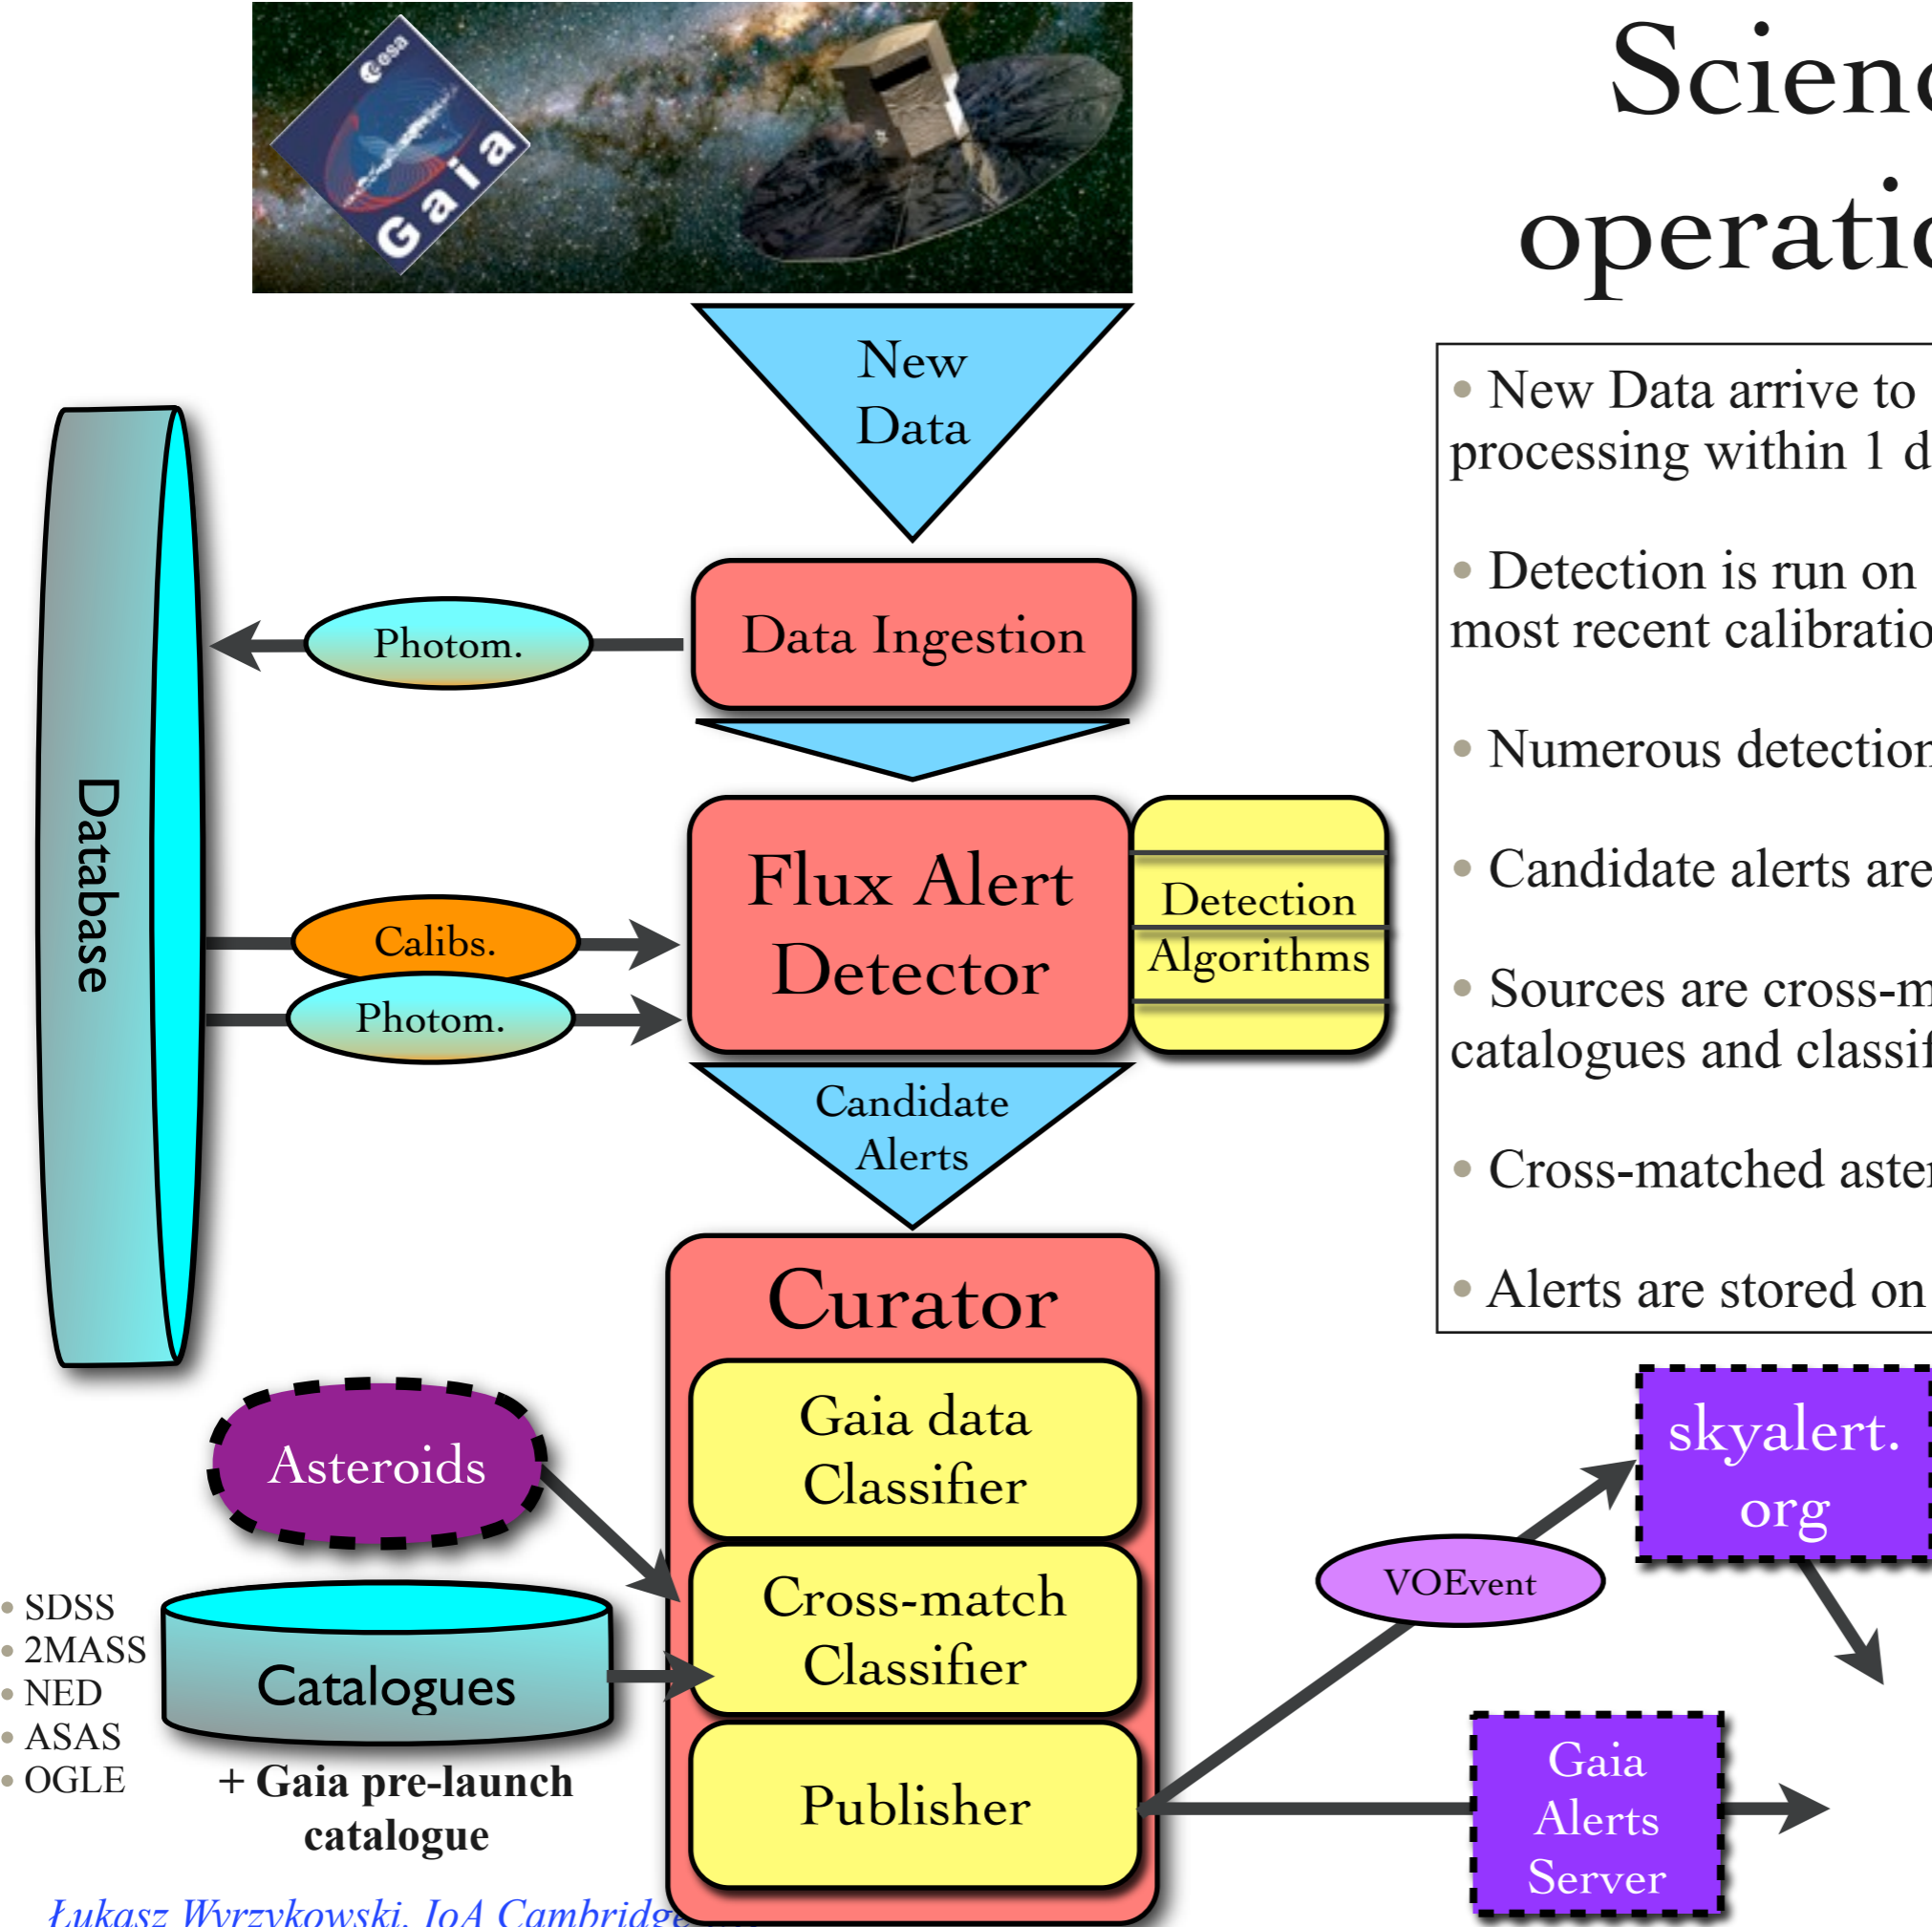 esa
Gaia
Scienc
operatio
New
Data
• New Data arrive to
processing within 1 d
• Detection is run on
most recent calibratio
• Numerous detection
• Candidate alerts are
• Sources are cross-m
catalogues and classif
• Cross-matched aster
• Alerts are stored on
Photom.
Data Ingestion
Database
Flux Alert
Detector
Detection
Algorithms
Calibs.
Photom.
Candidate
Alerts
Curator
Gaia data
Classifier
Asteroids
Cross-match
Classifier
• SDSS
• 2MASS
• NED
• ASAS
• OGLE
Catalogues
+ Gaia pre-launch
catalogue
Publisher
VOEvent
skyalert.
org
Gaia
Alerts
Server
Łukasz Wyrzykowski, IoA Cambridge